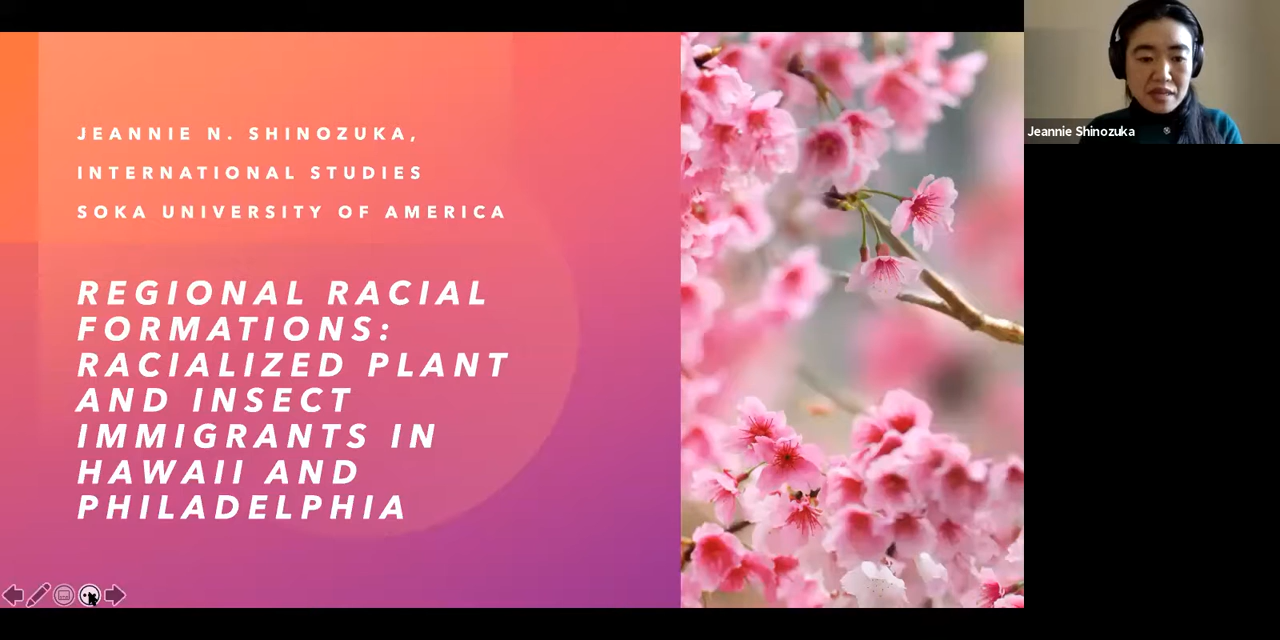 JEANNIE N. SHINOZUKA,
INTERNATIONAL STUDIES
SOKA UNIVERSITY OF AMERICA
REGIONAL RACIAL
FORMATIONS:
RACIALIZED PLANT
AND INSECT
IMMIGRANTS IN
HAWAII AND
PHILADELPHIA
Jeannie Shinozuka